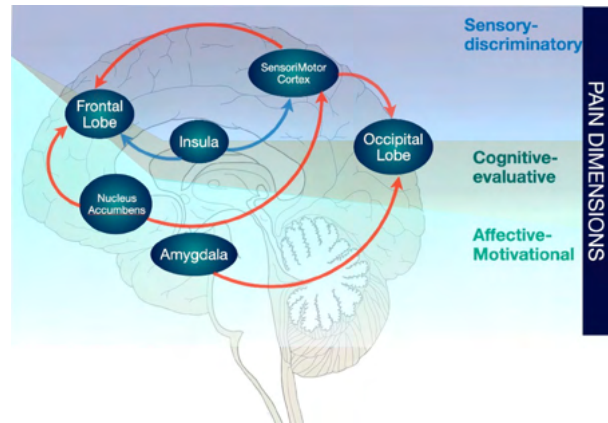 Sensory-
discriminatory
SensoriMotor
Cortex
Frontal
Lobe
Insula
Occipital
Lobe
Cognitive-
evaluative
Nucleus
Accumbens
Affective-
Motivational
Amygdala
PAIN DIMENSIONS